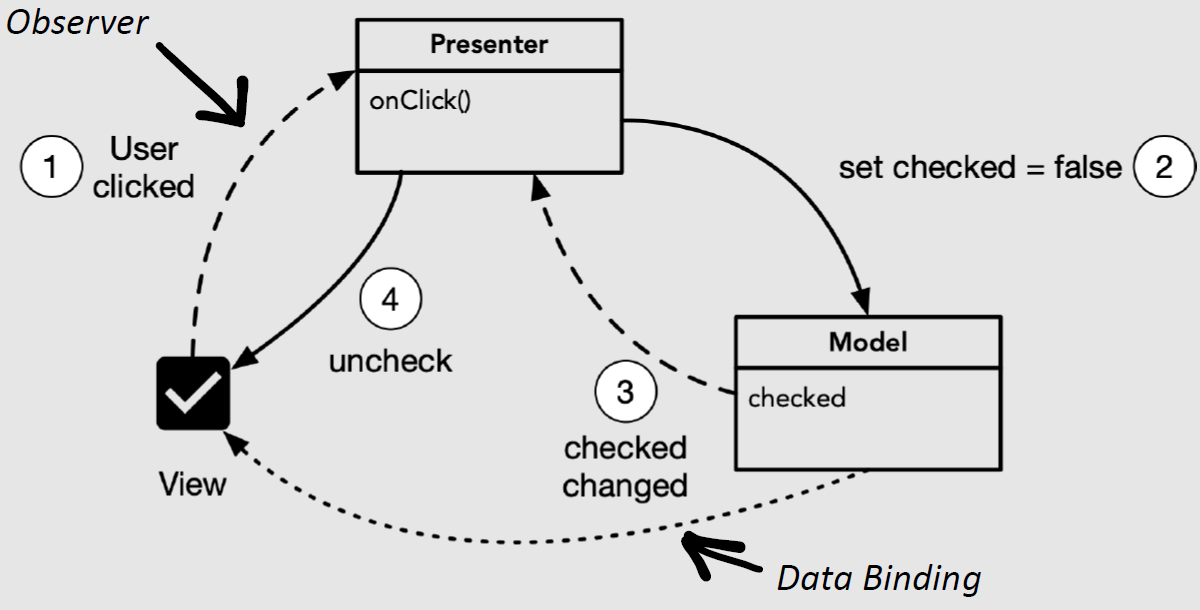 Observer
Presenter
onClick()
1
User
clicked
set checked = false
2
4
uncheck
Model
checked
3
checked
changed
View
Data Binding